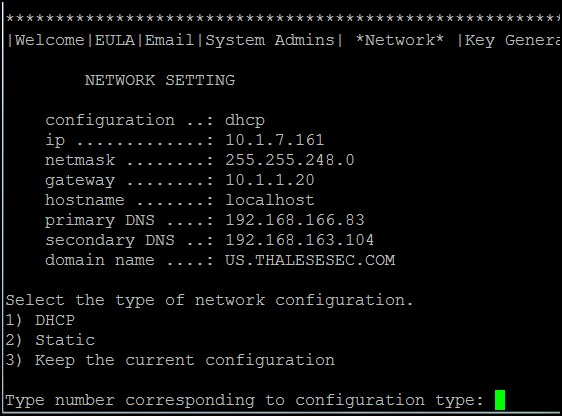 ************************************************************
|Welcome|EULA|Email|System Admins| *Network* |Key Genera
NETWORK SETTING
configuration ..: dhcp
ip .............: 10.1.7.161
netmask ........: 255.255.248.0
gateway ........: 10.1.1.20
hostname .......: localhost
primary DNS ....: 192.168.166.83
secondary DNS ..: 192.168.163.104
domain name ....: US.THALESESEC.COM
Select the type of network configuration.
1) DHCP
2) Static
3) Keep the current configuration
Type number corresponding to configuration type: